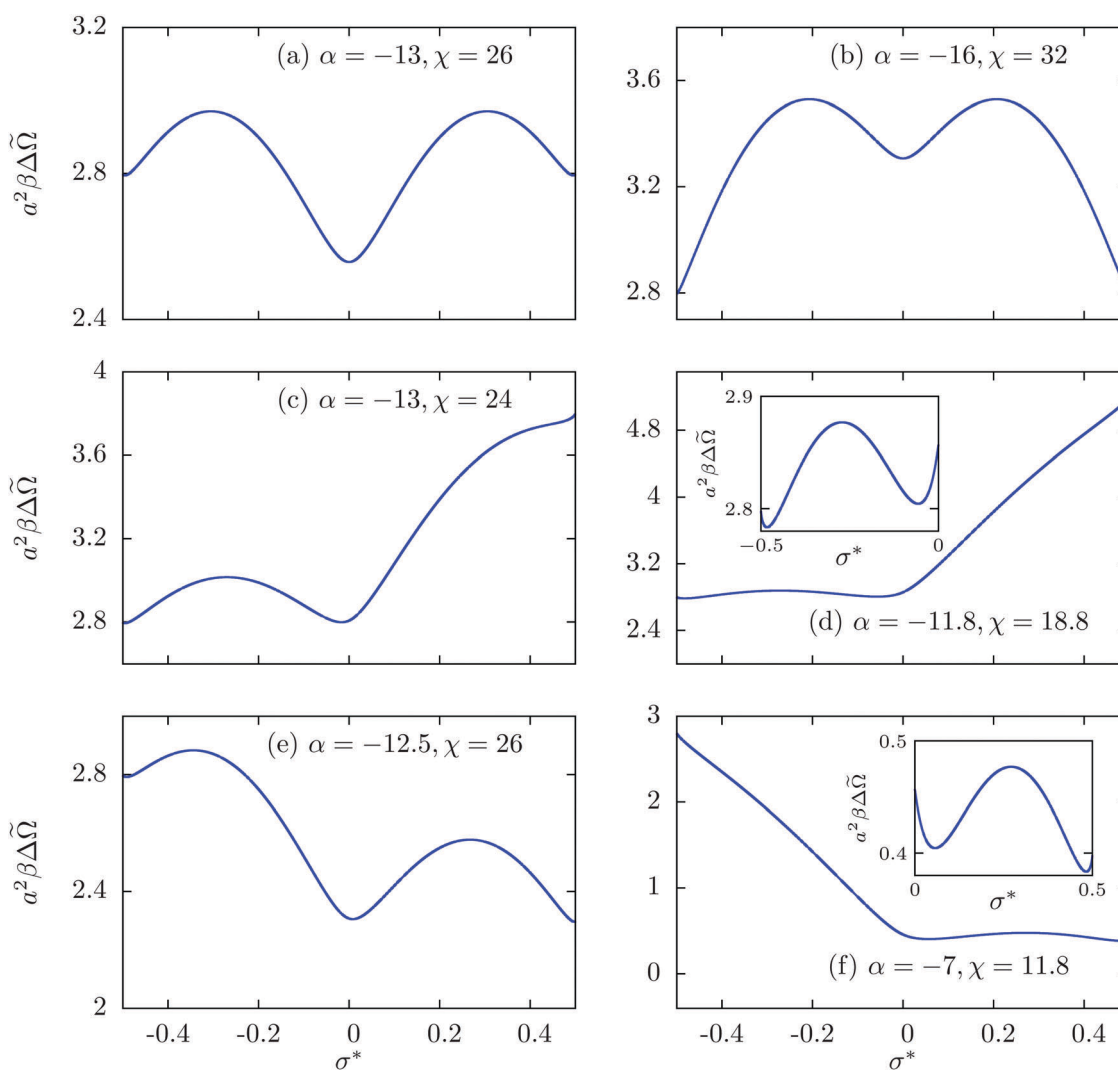 3.2
2.8
2.4
a²βΔΩ̃
(a) α = −13, χ = 26
3.6
3.2
2.8
(b) α = −16, χ = 32
4
3.6
3.2
2.8
a²βΔΩ̃
(c) α = −13, χ = 24
4.8
4
3.2
2.4
2.9
2.8
a²βΔΩ̃
−0.5 0
σ*
(d) α = −11.8, χ = 18.8
2.8
2.4
2
a²βΔΩ̃
(e) α = −12.5, χ = 26
-0.4 -0.2 0 0.2 0.4
σ*
3
2
1
0
0.5
0.4
a²βΔΩ̃
0 0.5
σ*
(f) α = −7, χ = 11.8
-0.4 -0.2 0 0.2 0.4
σ*